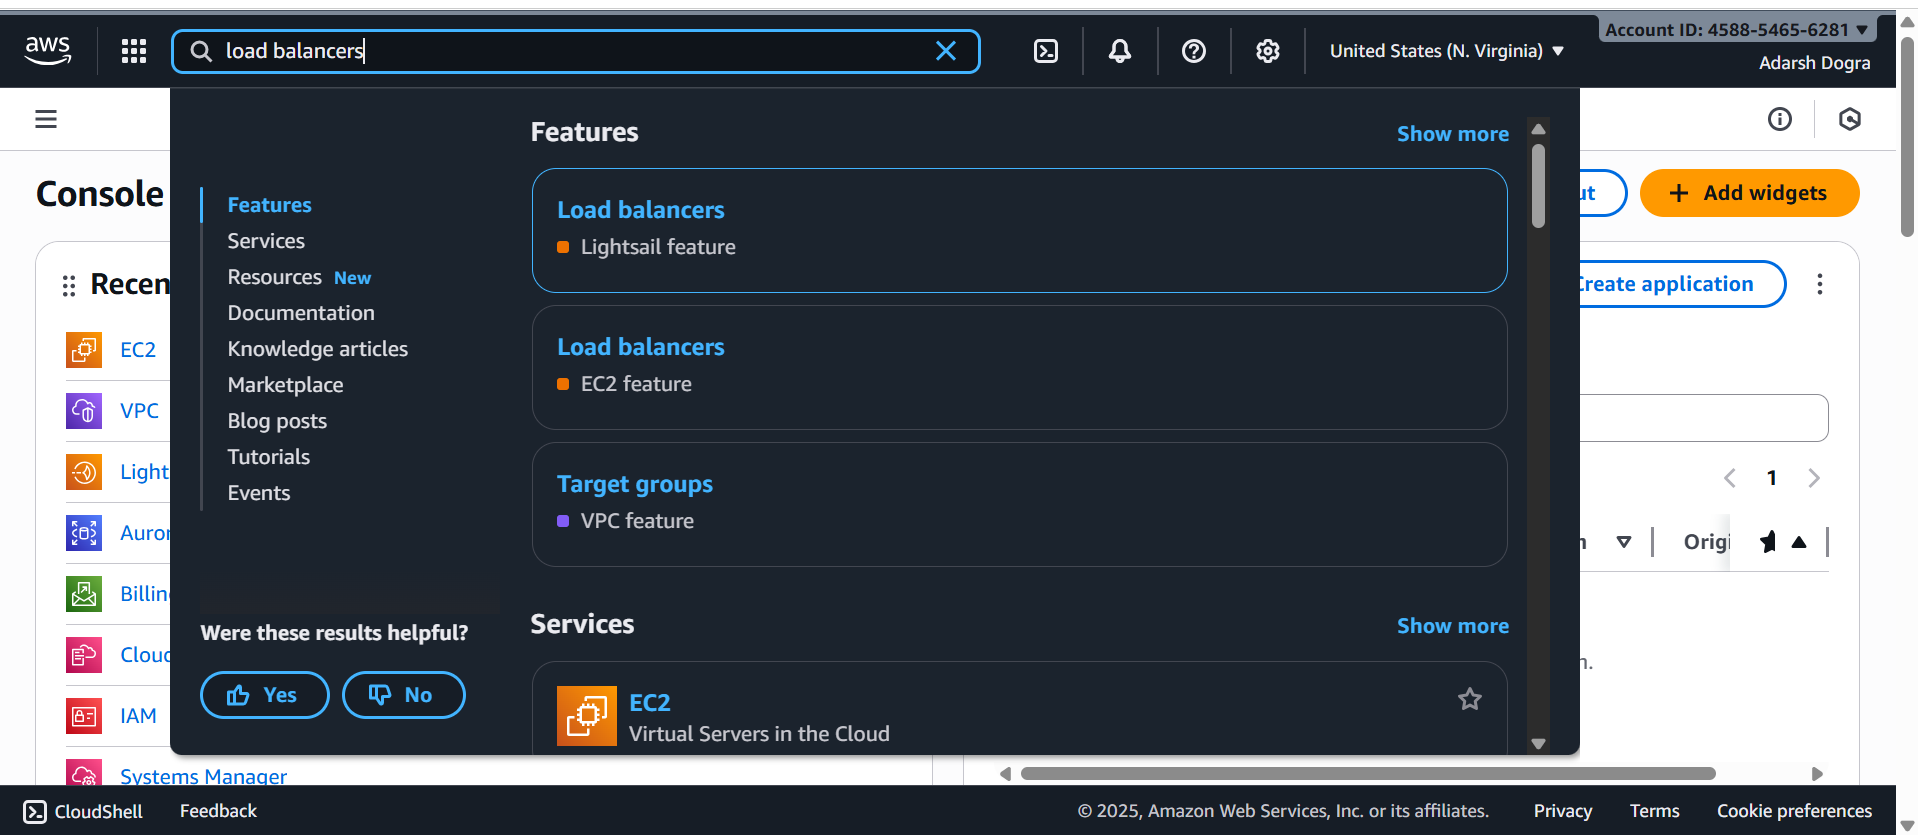 aws
load balancers
United States (N. Virginia)
Account ID: 4588-5465-6281
Adarsh Dogra
Console
Add widgets
Features
Services
Resources New
Documentation
Knowledge articles
Marketplace
Blog posts
Tutorials
Events
Were these results helpful?
Yes
No
Features
Show more
Load balancers
Lightsail feature
Load balancers
EC2 feature
Target groups
VPC feature
Services
Show more
EC2
Virtual Servers in the Cloud
Recen
EC2
VPC
Light
Auror
Billin
Cloud
IAM
Systems Manager
ut
Create application
1
n
Origi
n.
CloudShell
Feedback
© 2025, Amazon Web Services, Inc. or its affiliates.
Privacy
Terms
Cookie preferences